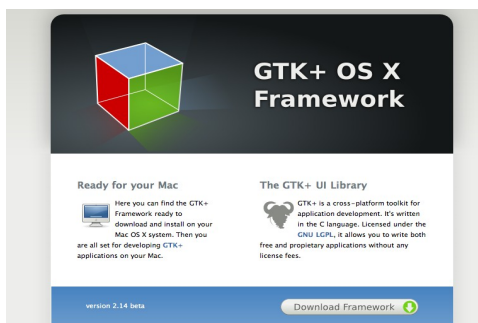 GTK+ OS X
Framework
Ready for your Mac
Here you can find the GTK+
Framework ready to
download and install on your
Mac OS X system. Then you
are all set for developing GTK+
applications on your Mac.
The GTK+ UI Library
GTK+ is a cross-platform toolkit for
application development. It's written
in the C language. Licensed under the
GNU LGPL, it allows you to write both
free and propietary applications without any
license fees.
version 2.14 beta
Download Framework